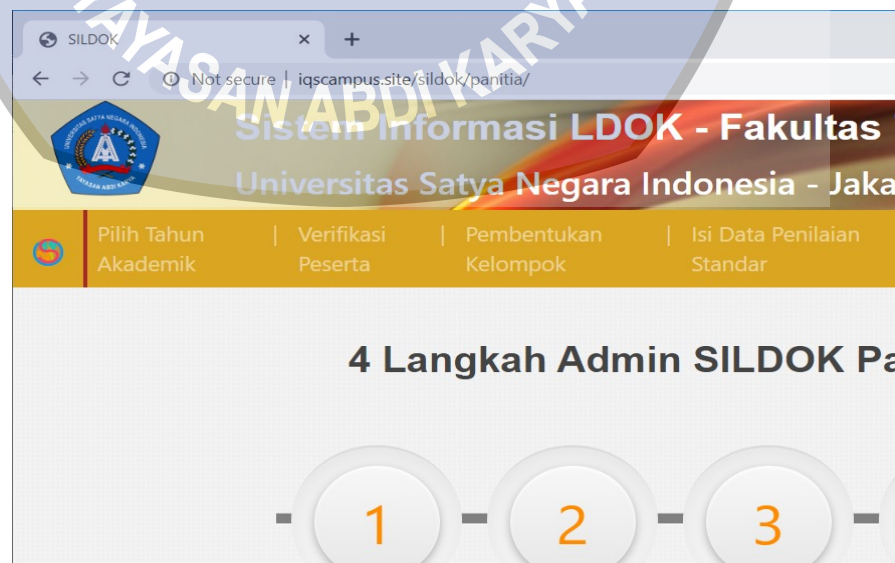 YAYASAN ABDI KARYA
SILDOK
Not secure | iqscampus.site/sildok/panitia/
Sistem Informasi LDOK - Fakultas
Universitas Satya Negara Indonesia - Jaka
Pilih Tahun Akademik | Verifikasi Peserta | Pembentukan Kelompok | Isi Data Penilaian Standar
4 Langkah Admin SILDOK Pa
1 2 3